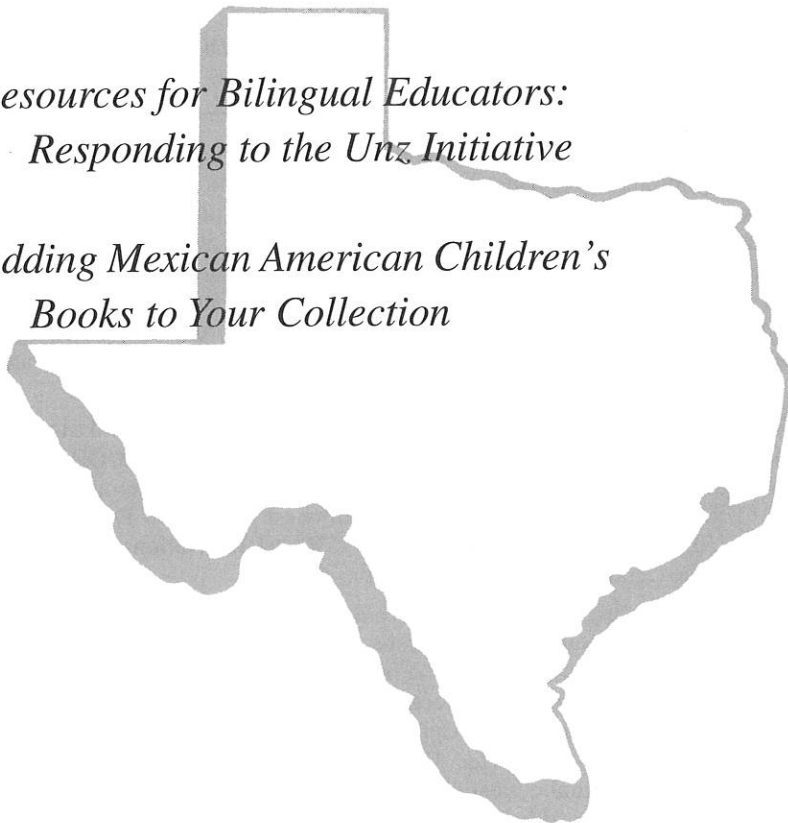 esources for Bilingual Educators:
Responding to the Unz Initiative
dding Mexican American Children's
Books to Your Collection